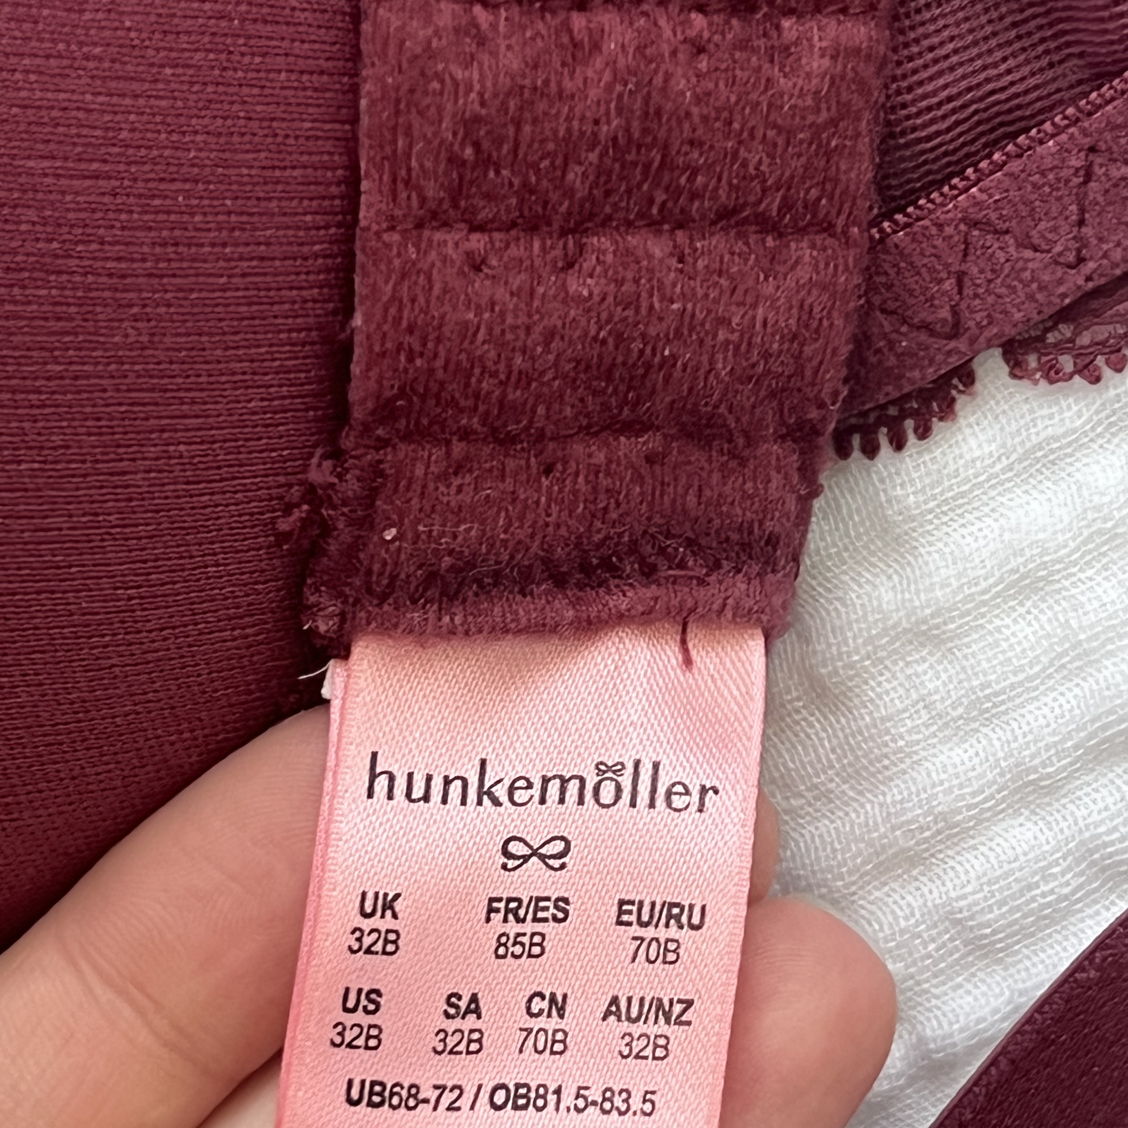 hunkemöller
UK FR/ES EU/RU
32B 85B 70B
US SA CN AU/NZ
32B 32B 70B 32B
UB68-72 / OB81.5-83.5